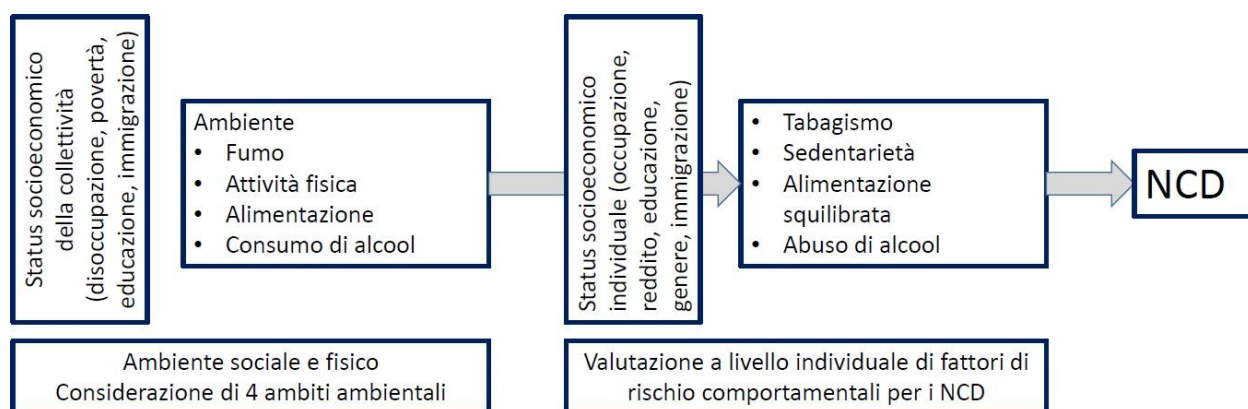 Status socioeconomico
della collettività
(disoccupazione, povertà,
educazione, immigrazione)
Ambiente
• Fumo
• Attività fisica
• Alimentazione
• Consumo di alcool
Status socioeconomico
individuale (occupazione,
reddito, educazione,
genere, immigrazione)
• Tabagismo
• Sedentarietà
• Alimentazione
squilibrata
• Abuso di alcool
NCD
Ambiente sociale e fisico
Considerazione di 4 ambiti ambientali
Valutazione a livello individuale di fattori di
rischio comportamentali per i NCD